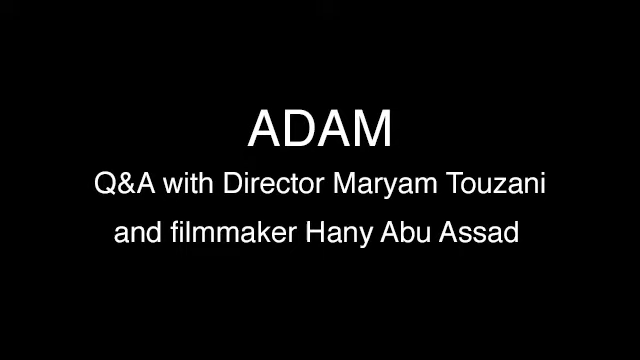 ADAM
Q&A with Director Maryam Touzani
and filmmaker Hany Abu Assad